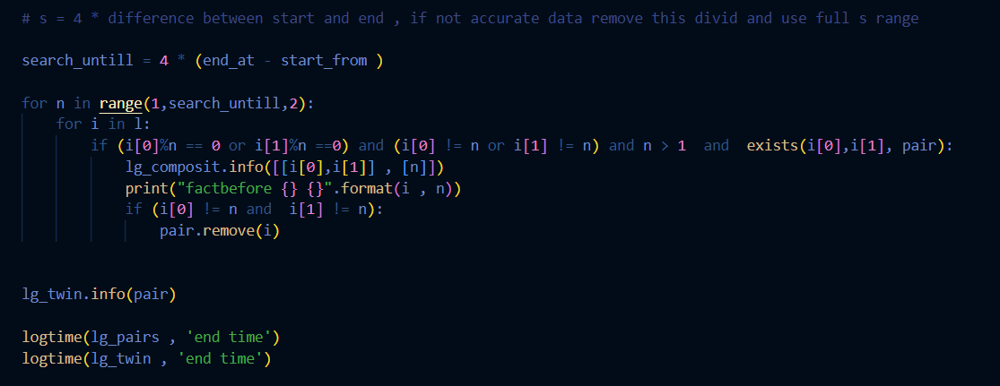 # s = 4 * difference between start and end , if not accurate data remove this divid and use full s range
search_untill = 4 * (end_at - start_from )
for n in range(1,search_untill,2):
for i in l:
if (i[0]%n == 0 or i[1]%n ==0) and (i[0] != n or i[1] != n) and n > 1  and  exists(i[0],i[1], pair):
lg_composit.info([[i[0],i[1]] , [n]])
print("factbefore {} {}".format(i , n))
if (i[0] != n and  i[1] != n):
pair.remove(i)
lg_twin.info(pair)
logtime(lg_pairs , 'end time')
logtime(lg_twin , 'end time')